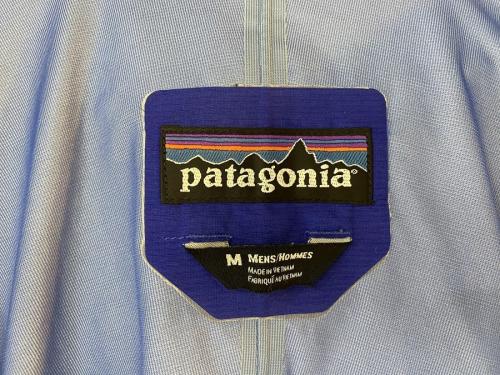 patagonia®
M MENS/HOMMES
MADE IN VIETNAM
FABRIQUÉ AU VIETNAM